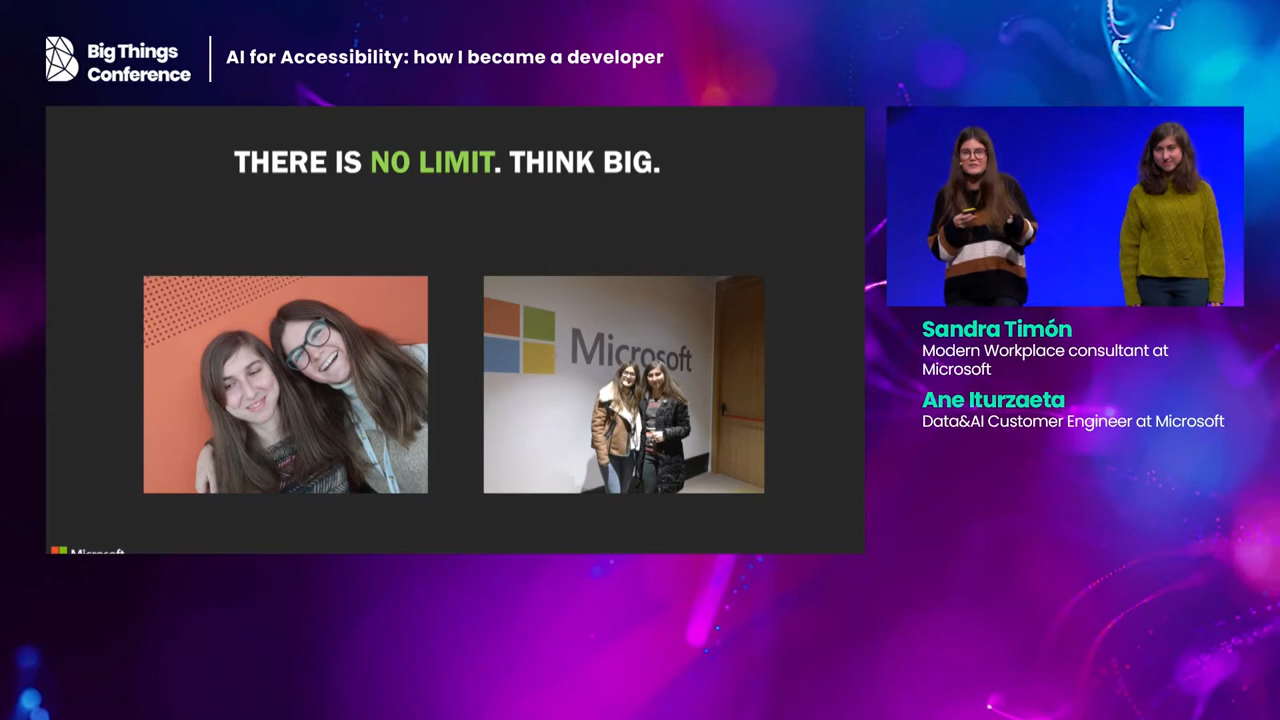 Big Things
Conference
AI for Accessibility: how I became a developer
THERE IS NO LIMIT. THINK BIG.
Microsoft
Microsoft
Sandra Timón
Modern Workplace consultant at
Microsoft
Ane Iturzaeta
Data&AI Customer Engineer at Microsoft